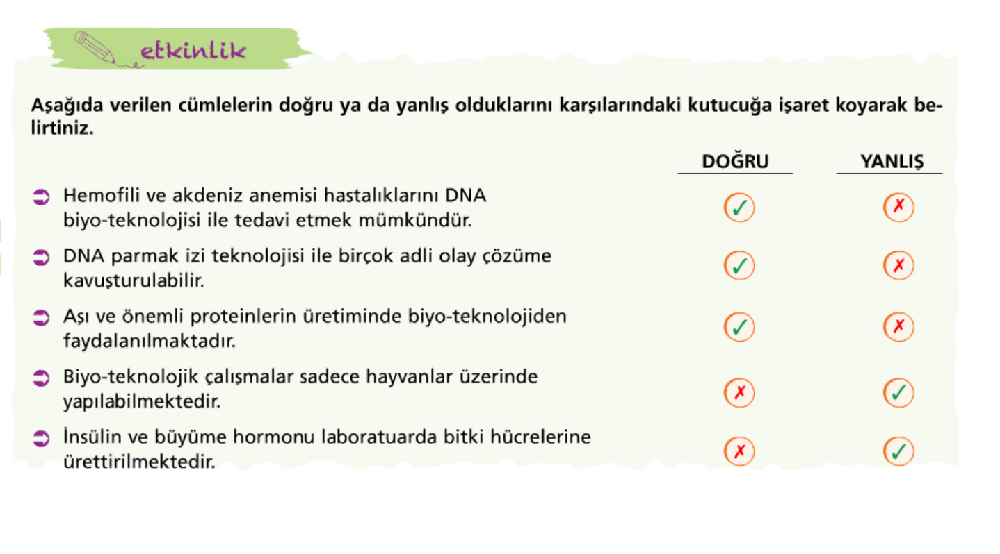 etkinlik
Aşağıda verilen cümlelerin doğru ya da yanlış olduklarını karşılarındaki kutucuğa işaret koyarak be-
lirtiniz.
DOĞRU YANLIŞ
➲ Hemofili ve akdeniz anemisi hastalıklarını DNA
biyo-teknolojisi ile tedavi etmek mümkündür. ✓ ✗
➲ DNA parmak izi teknolojisi ile birçok adli olay çözüme
kavuşturulabilir. ✓ ✗
➲ Aşı ve önemli proteinlerin üretiminde biyo-teknolojiden
faydalanılmaktadır. ✓ ✗
➲ Biyo-teknolojik çalışmalar sadece hayvanlar üzerinde
yapılabilmektedir. ✗ ✓
➲ İnsülin ve büyüme hormonu laboratuarda bitki hücrelerine
ürettirilmektedir. ✗ ✓